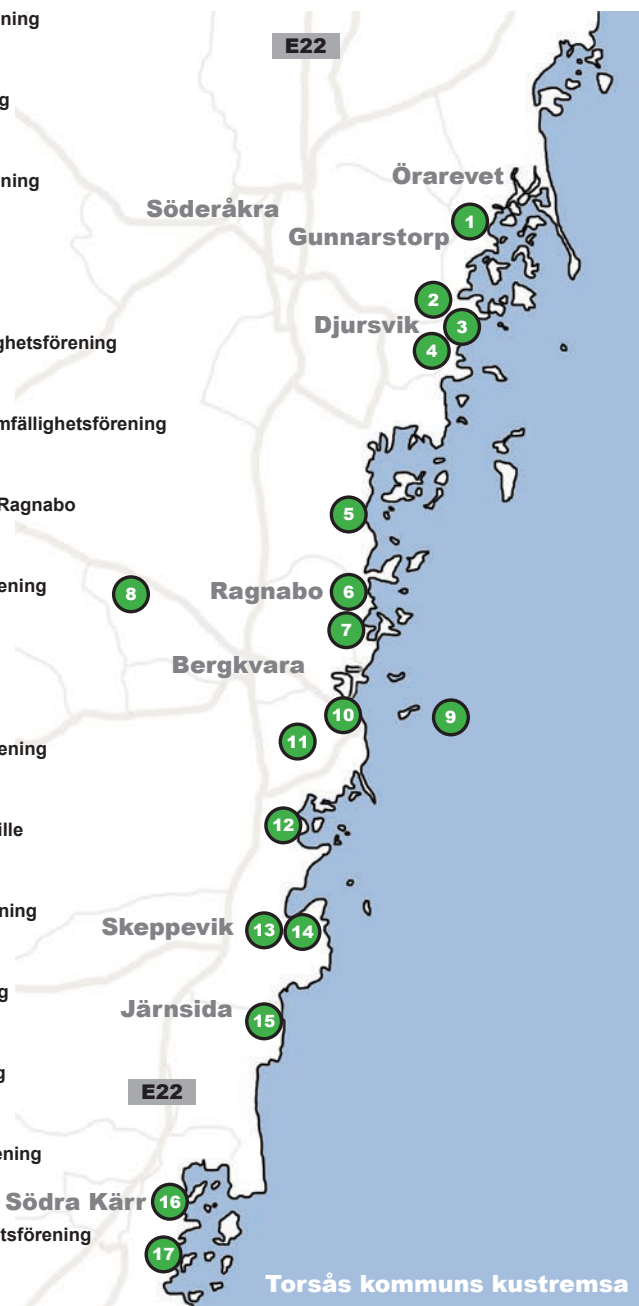 ning
E22
g
ning
Örarevet
Söderåkra
1
Gunnarstorp
2
3
Djursvik
4
ghetsförening
mfällighetsförening
Ragnabo
5
ening
8
Ragnabo
6
7
Bergkvara
10
9
11
ening
12
ille
ning
Skeppevik
13
14
g
Järnsida
15
g
E22
ening
Södra Kärr
16
tsförening
17
Torsås kommuns kustremsa